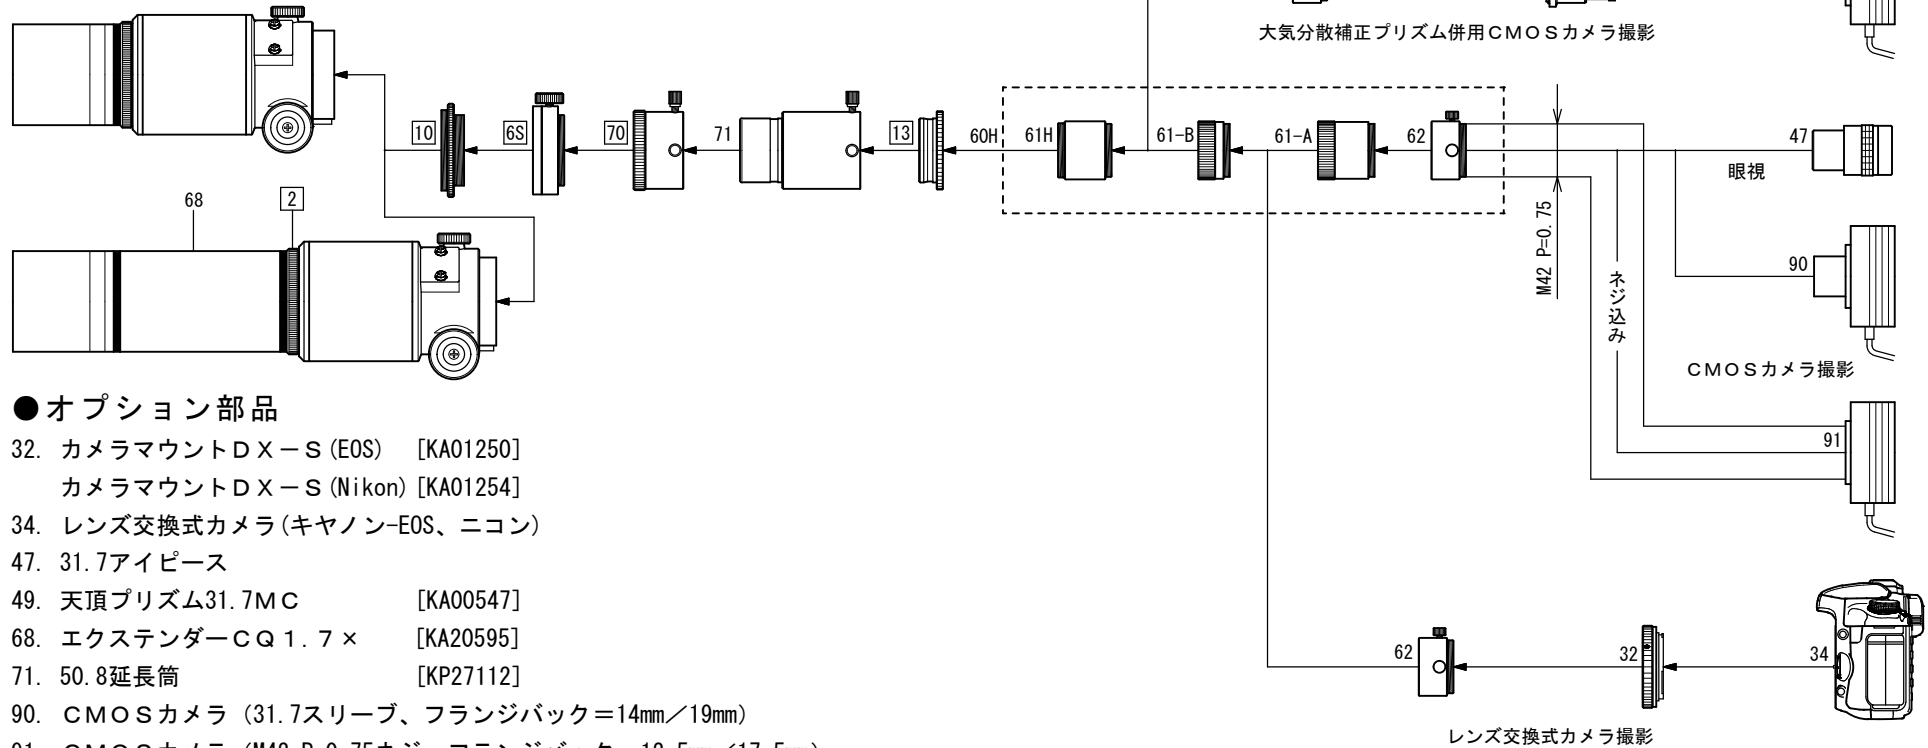 大気分散補正プリズム併用CMOSカメラ撮影
10
6S
70
71
13
60H
61H
61-B
61-A
62
47
眼視
68
2
M42 P=0.75
ネジ込み
90
CMOSカメラ撮影
91
●オプション部品
32. カメラマウントDX-S(EOS) [KA01250]
カメラマウントDX-S(Nikon) [KA01254]
34. レンズ交換式カメラ(キヤノン-EOS、ニコン)
47. 31.7アイピース
49. 天頂プリズム31.7MC [KA00547]
68. エクステンダーCQ1.7× [KA20595]
71. 50.8延長筒 [KP27112]
90. CMOSカメラ (31.7スリーブ、フランジバック=14mm/19mm)
62
32
34
レンズ交換式カメラ撮影